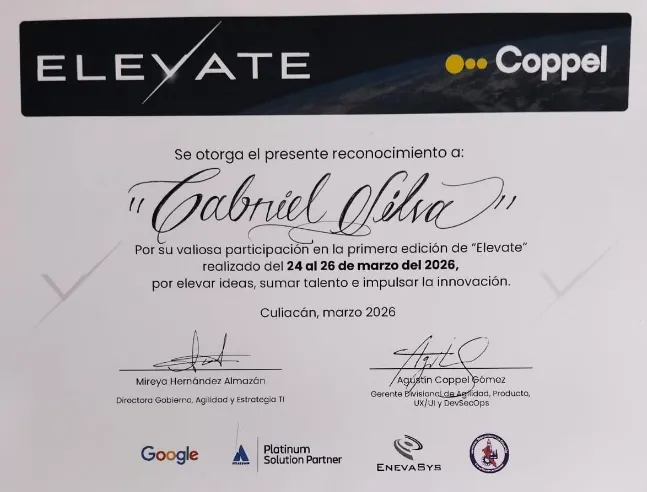 ELEVATE
Coppel
Se otorga el presente reconocimiento a:
"Gabriel Silva"
Por su valiosa participación en la primera edición de "Elevate"
realizado del 24 al 26 de marzo del 2026,
por elevar ideas, sumar talento e impulsar la innovación.
Culiacán, marzo 2026
Mireya Hernández Almazán
Directora Gobierno, Agilidad y Estrategia TI
Agustín Coppel Gómez
Gerente Divisional de Agilidad, Producto,
UX/UI y DevSecOps
Google
ATLASSIAN
Platinum
Solution Partner
ENEVASYS